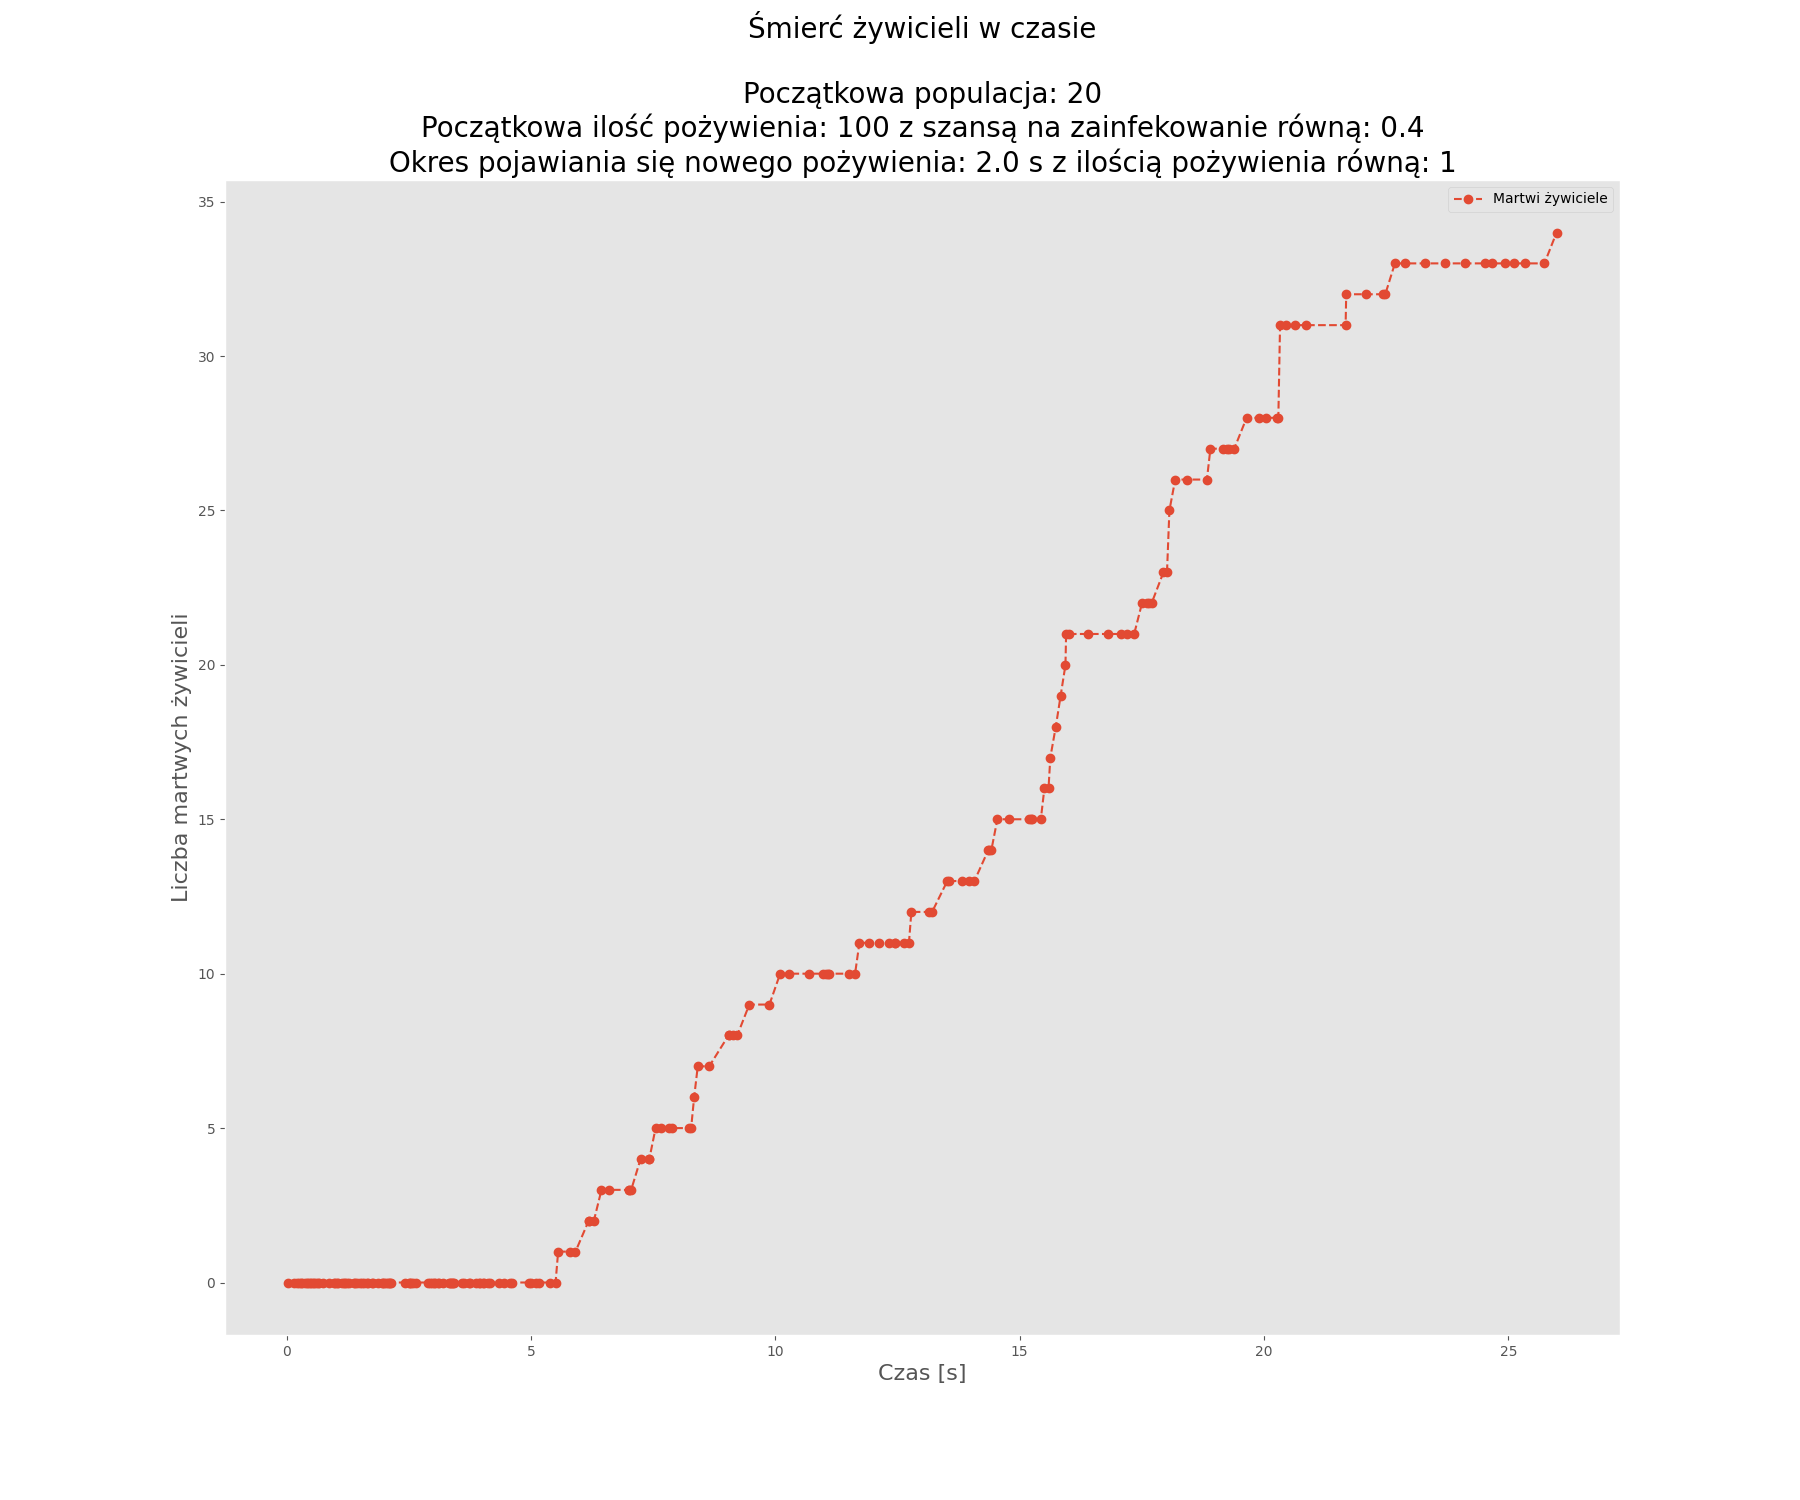 Śmierć żywicieli w czasie
Początkowa populacja: 20
Początkowa ilość pożywienia: 100 z szansą na zainfekowanie równą: 0.4
Okres pojawiania się nowego pożywienia: 2.0 s z ilością pożywienia równą: 1
Martwi żywiciele
35
30
25
20
15
10
5
0
Liczba martwych żywicieli
0 5 10 15 20 25
Czas [s]